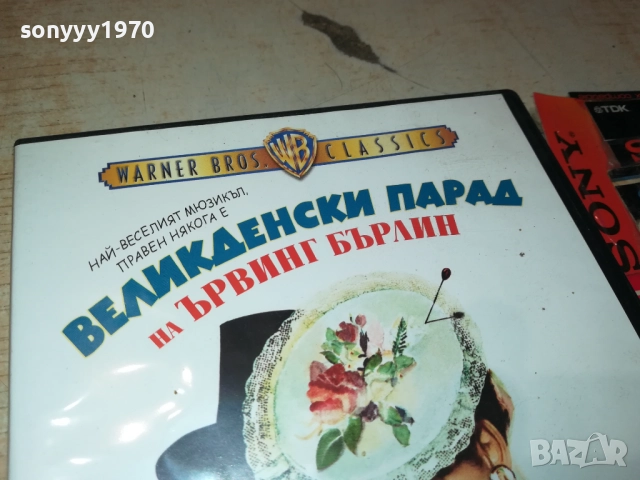 sonyyy1970
WARNER BROS. WB CLASSICS
НАЙ-ВЕСЕЛИЯТ МЮЗИКЪЛ,
ПРАВЕН НЯКОГА Е
ВЕЛИКДЕНСКИ ПАРАД
НА ЪРВИНГ БЪРЛИН
TDK
SONY
BAZAR